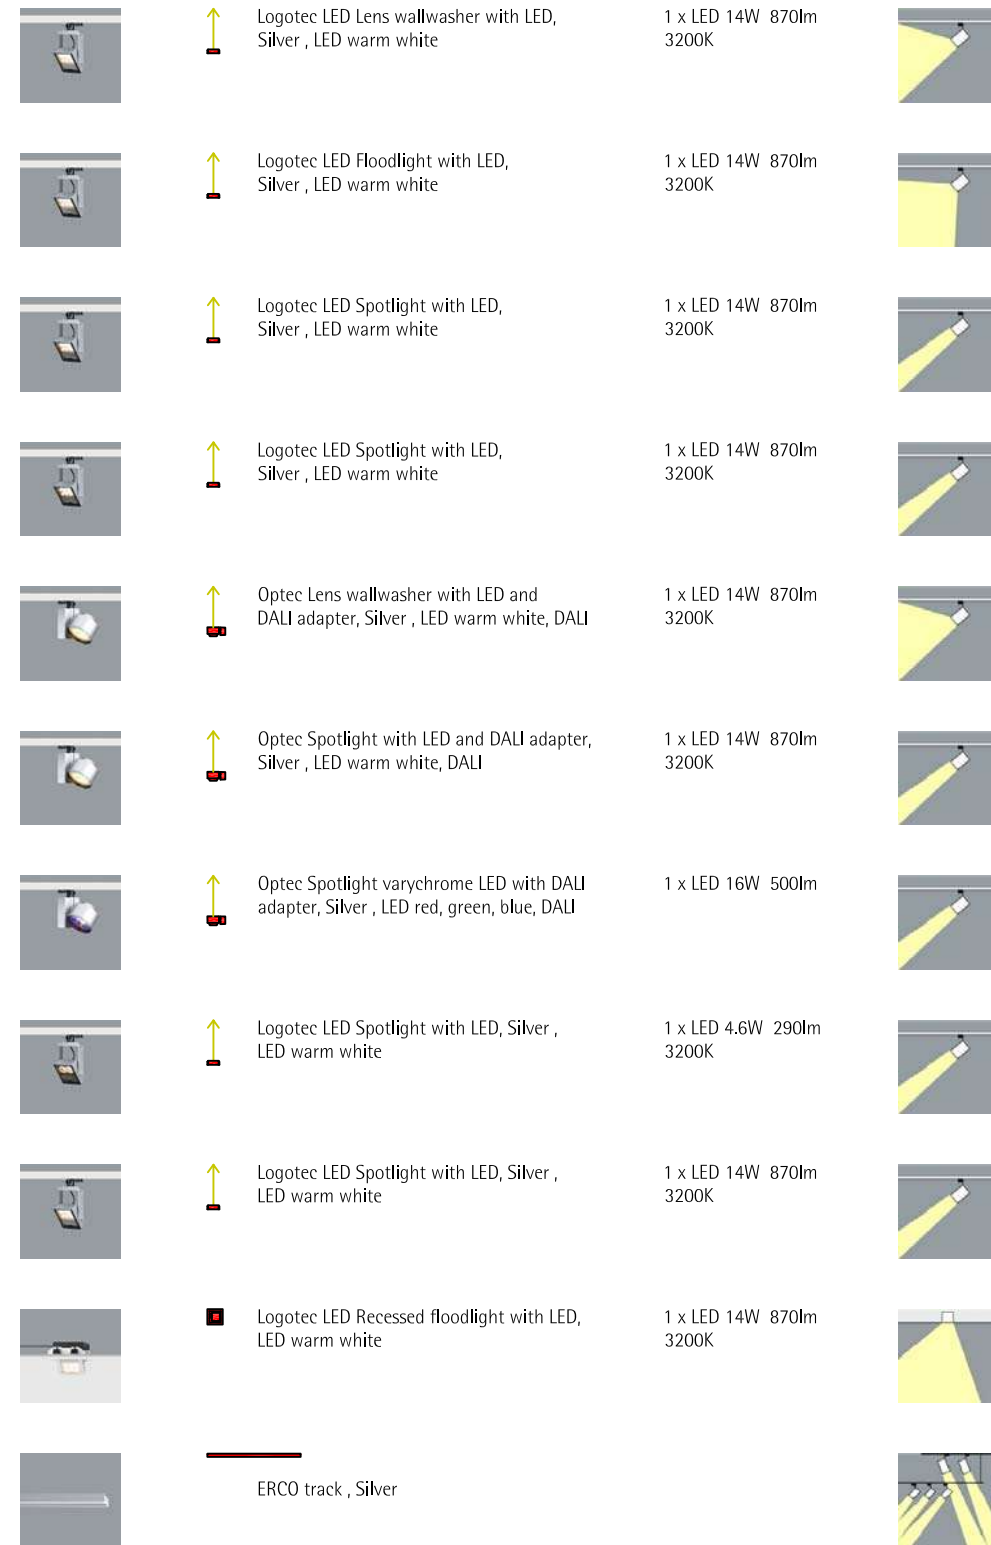 Logotec LED Lens wallwasher with LED,
Silver , LED warm white
1 x LED 14W 870lm
3200K
Logotec LED Floodlight with LED,
Silver , LED warm white
1 x LED 14W 870lm
3200K
Logotec LED Spotlight with LED,
Silver , LED warm white
1 x LED 14W 870lm
3200K
Logotec LED Spotlight with LED,
Silver , LED warm white
1 x LED 14W 870lm
3200K
Optec Lens wallwasher with LED and
DALI adapter, Silver , LED warm white, DALI
1 x LED 14W 870lm
3200K
Optec Spotlight with LED and DALI adapter,
Silver , LED warm white, DALI
1 x LED 14W 870lm
3200K
Optec Spotlight varychrome LED with DALI
adapter, Silver , LED red, green, blue, DALI
1 x LED 16W 500lm
Logotec LED Spotlight with LED, Silver ,
LED warm white
1 x LED 4.6W 290lm
3200K
Logotec LED Spotlight with LED, Silver ,
LED warm white
1 x LED 14W 870lm
3200K
Logotec LED Recessed floodlight with LED,
LED warm white
1 x LED 14W 870lm
3200K
ERCO track , Silver